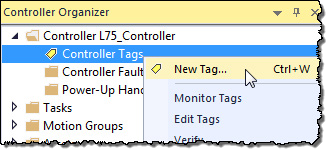 Controller Organizer
Controller L75_Controller
Controller Tags
New Tag... Ctrl+W
Controller Fault
Power-Up Han
Monitor Tags
Tasks
Edit Tags
Motion Groups
Verify